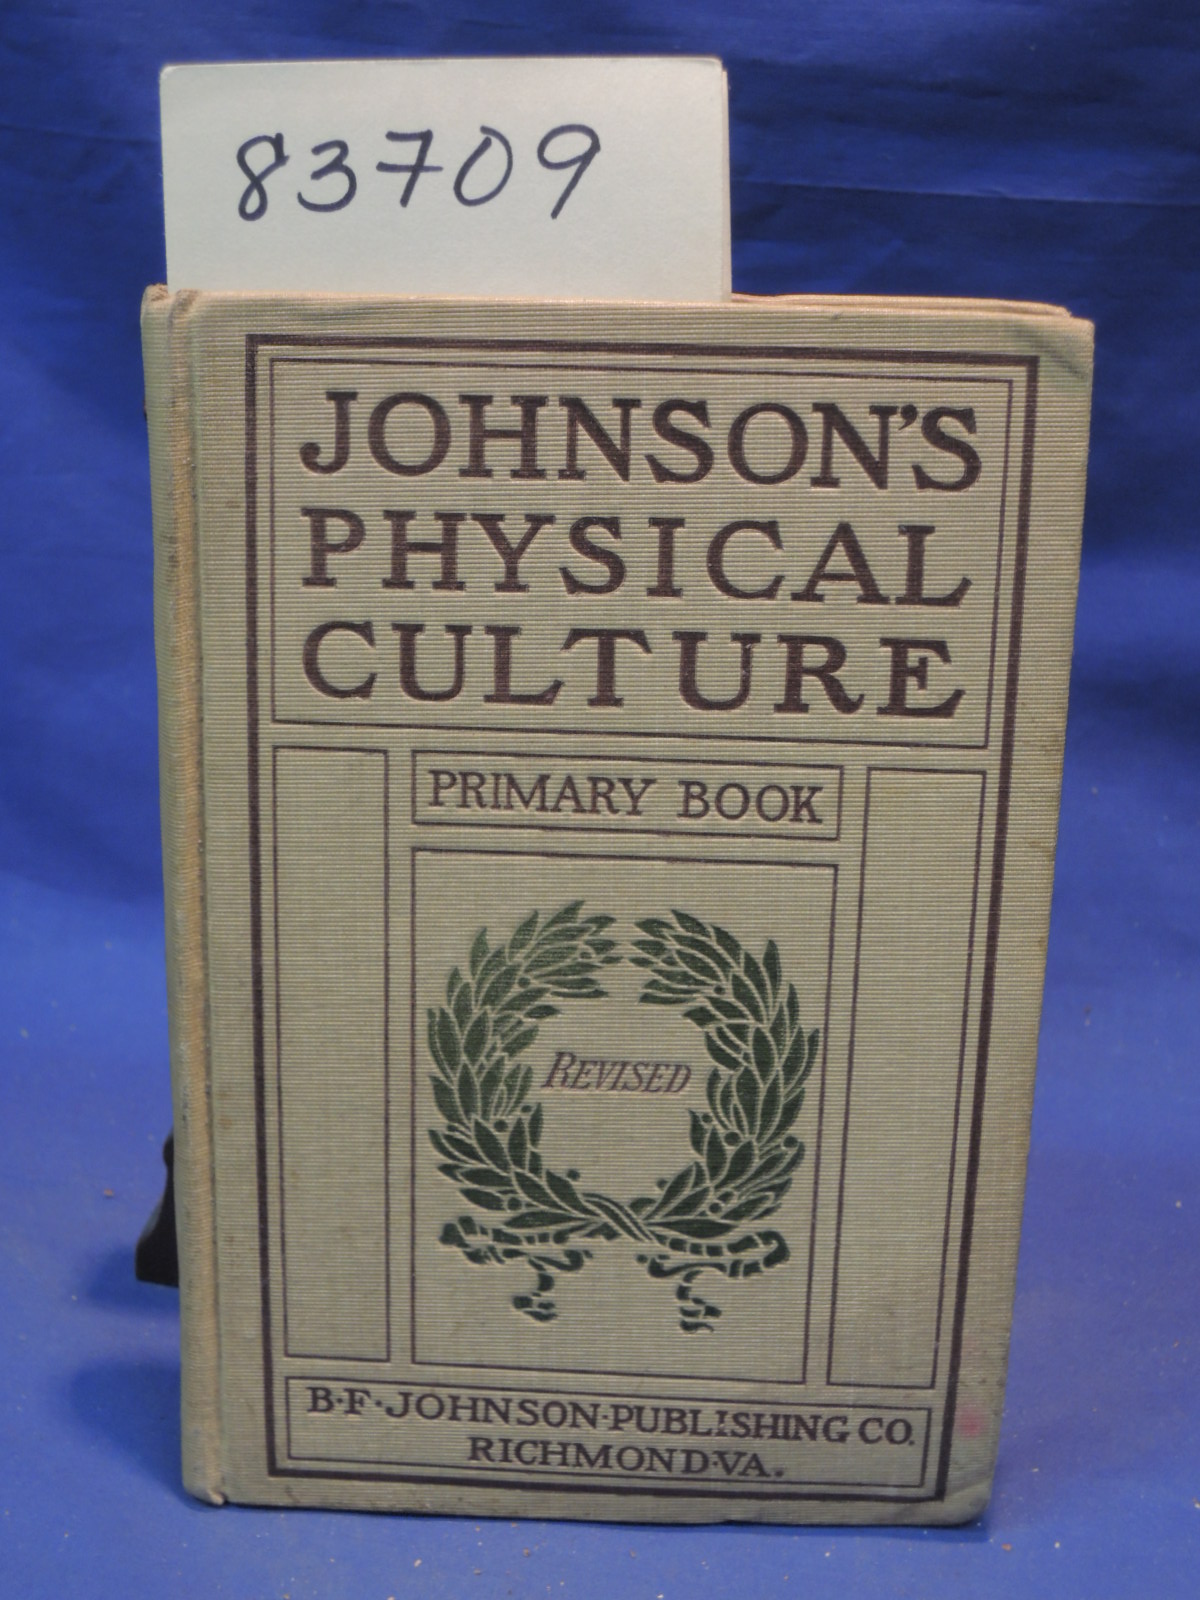 83709
JOHNSON'S
PHYSICAL
CULTURE
PRIMARY BOOK
REVISED
B·F·JOHNSON·PUBLISHING CO.
RICHMOND·VA.